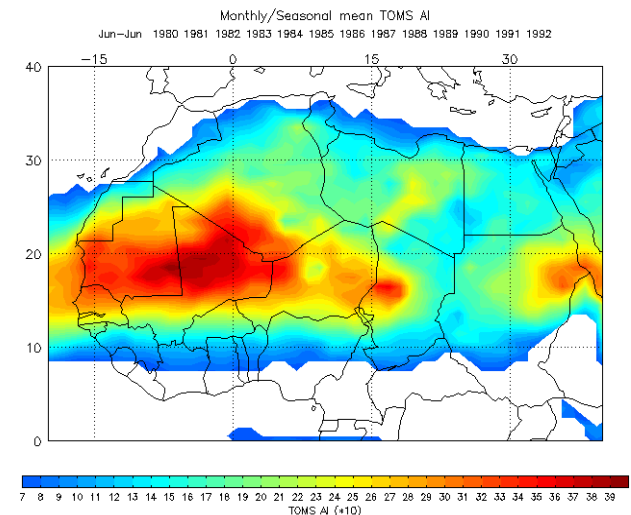 Monthly/Seasonal mean TOMS AI
Jun-Jun 1980 1981 1982 1983 1984 1985 1986 1987 1988 1989 1990 1991 1992
-15 0 15 30
40
30
20
10
0
7 8 9 10 11 12 13 14 15 16 17 18 19 20 21 22 23 24 25 26 27 28 30 31 32 33 34 35 36 37 38 39
TOMS AI (*10)